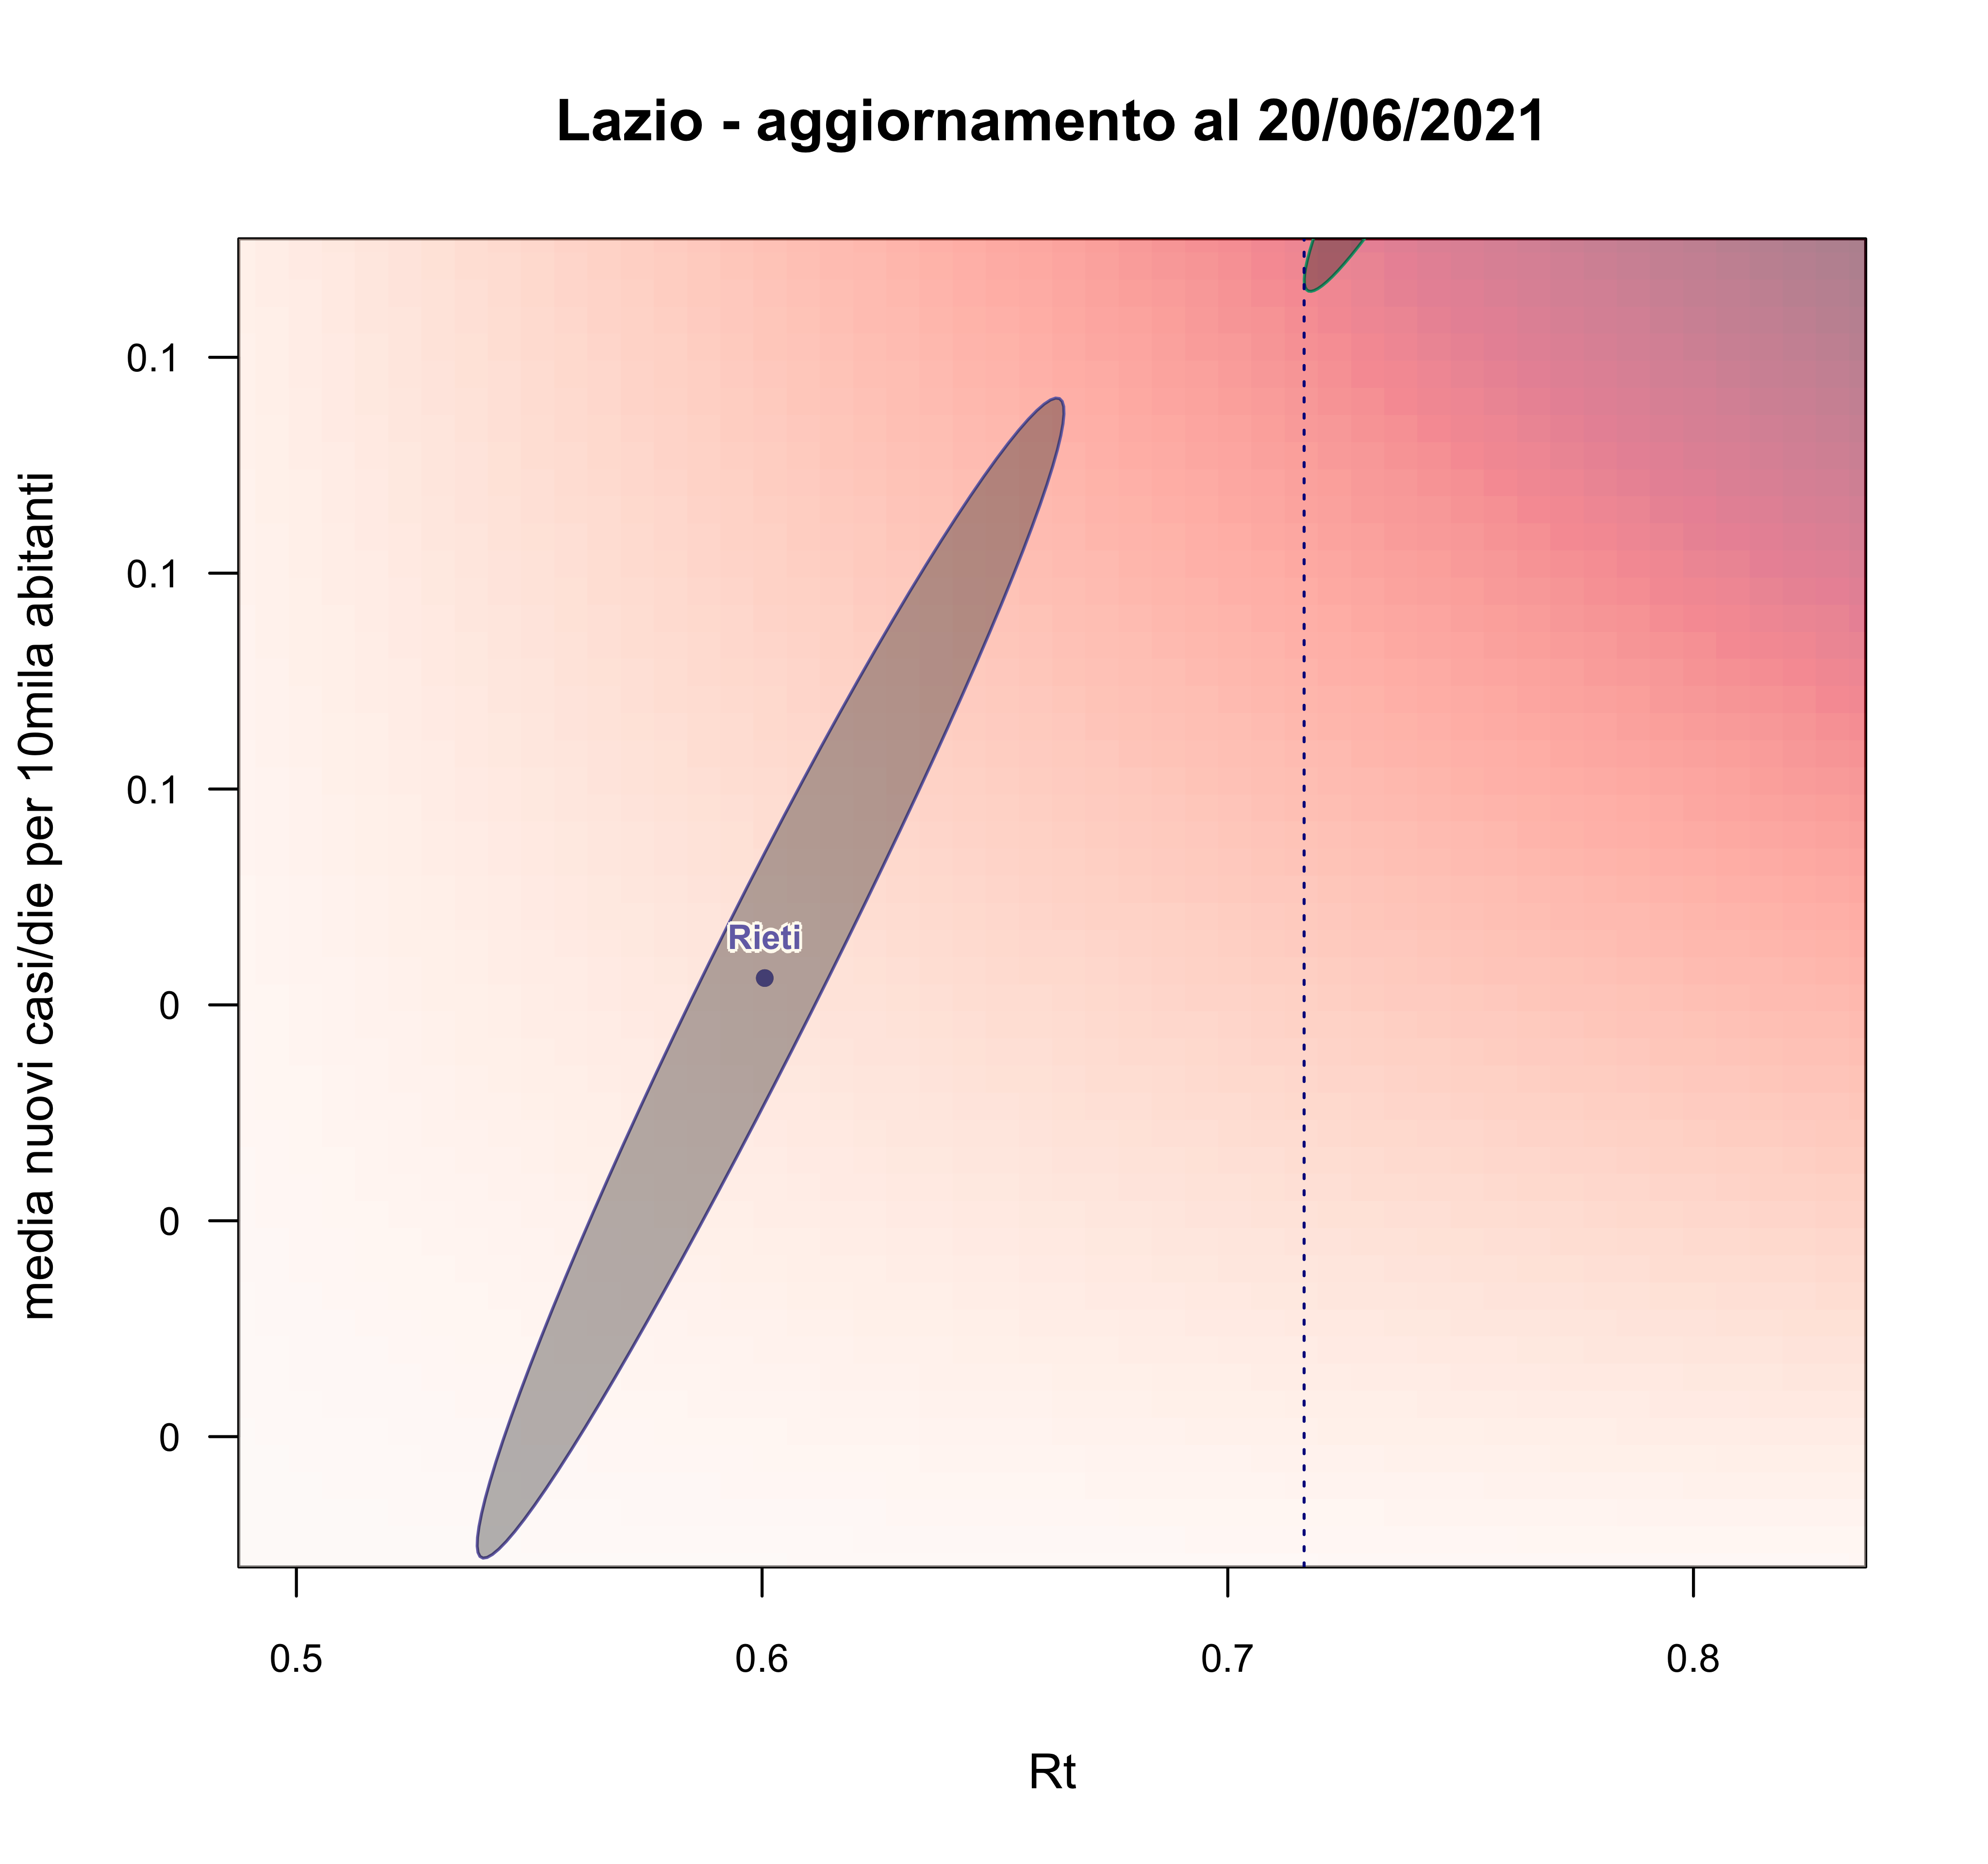 Lazio - aggiornamento al 20/06/2021
media nuovi casi/die per 10mila abitanti
0.1
0.1
0.1
0
0
0
Rieti
0.5 0.6 0.7 0.8
Rt